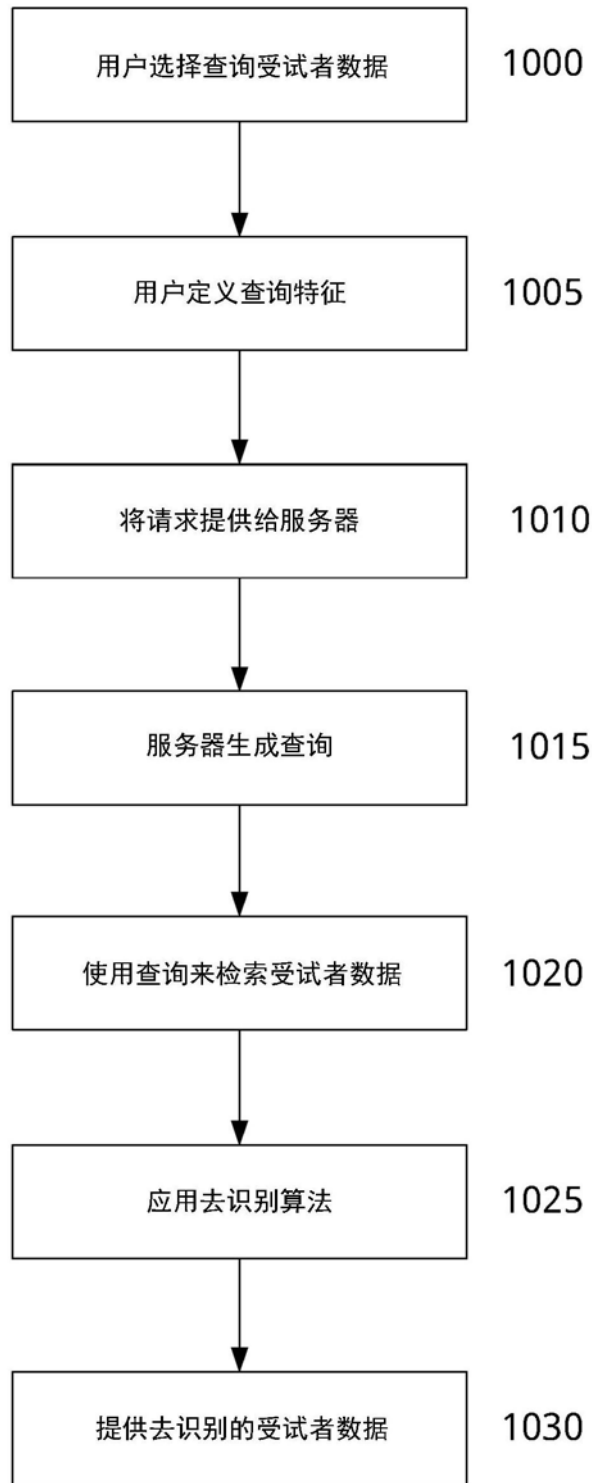 用户选择查询受试者数据 1000
用户定义查询特征 1005
将请求提供给服务器 1010
服务器生成查询 1015
使用查询来检索受试者数据 1020
应用去识别算法 1025
提供去识别的受试者数据 1030